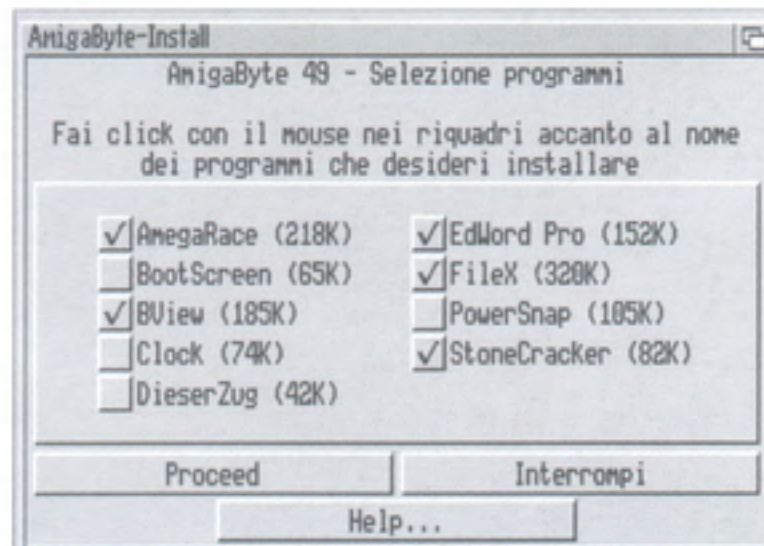 AmigaByte-Install
AmigaByte 49 - Selezione programmi
Fai click con il mouse nei riquadri accanto al nome
dei programmi che desideri installare
AmegaRace (218K)
EdWord Pro (152K)
BootScreen (65K)
FileX (320K)
BView (185K)
PowerSnap (105K)
Clock (74K)
StoneCracker (82K)
DieserZug (42K)
Proceed
Interrompi
Help...